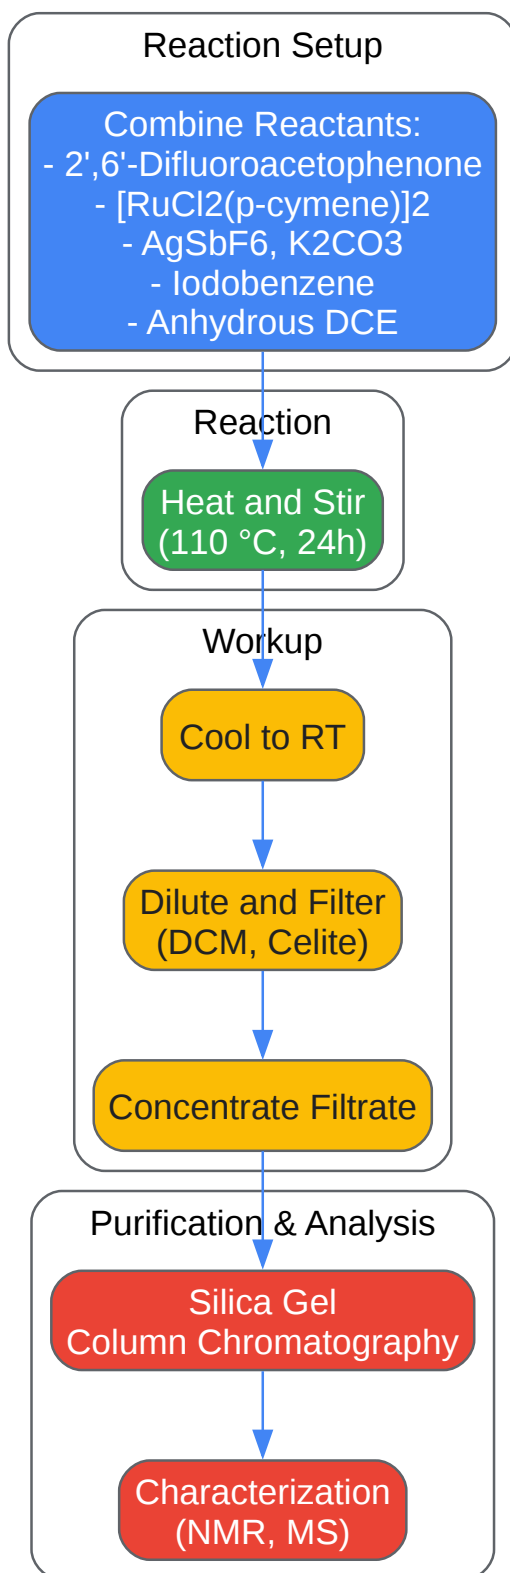 Reaction Setup
Combine Reactants:
- 2',6'-Difluoroacetophenone
- [RuCl2(p-cymene)]2
- AgSbF6, K2CO3
- Iodobenzene
- Anhydrous DCE
Reaction
Heat and Stir
(110 °C, 24h)
Workup
Cool to RT
Dilute and Filter
(DCM, Celite)
Concentrate Filtrate
Purification & Analysis
Silica Gel
Column Chromatography
Characterization
(NMR, MS)